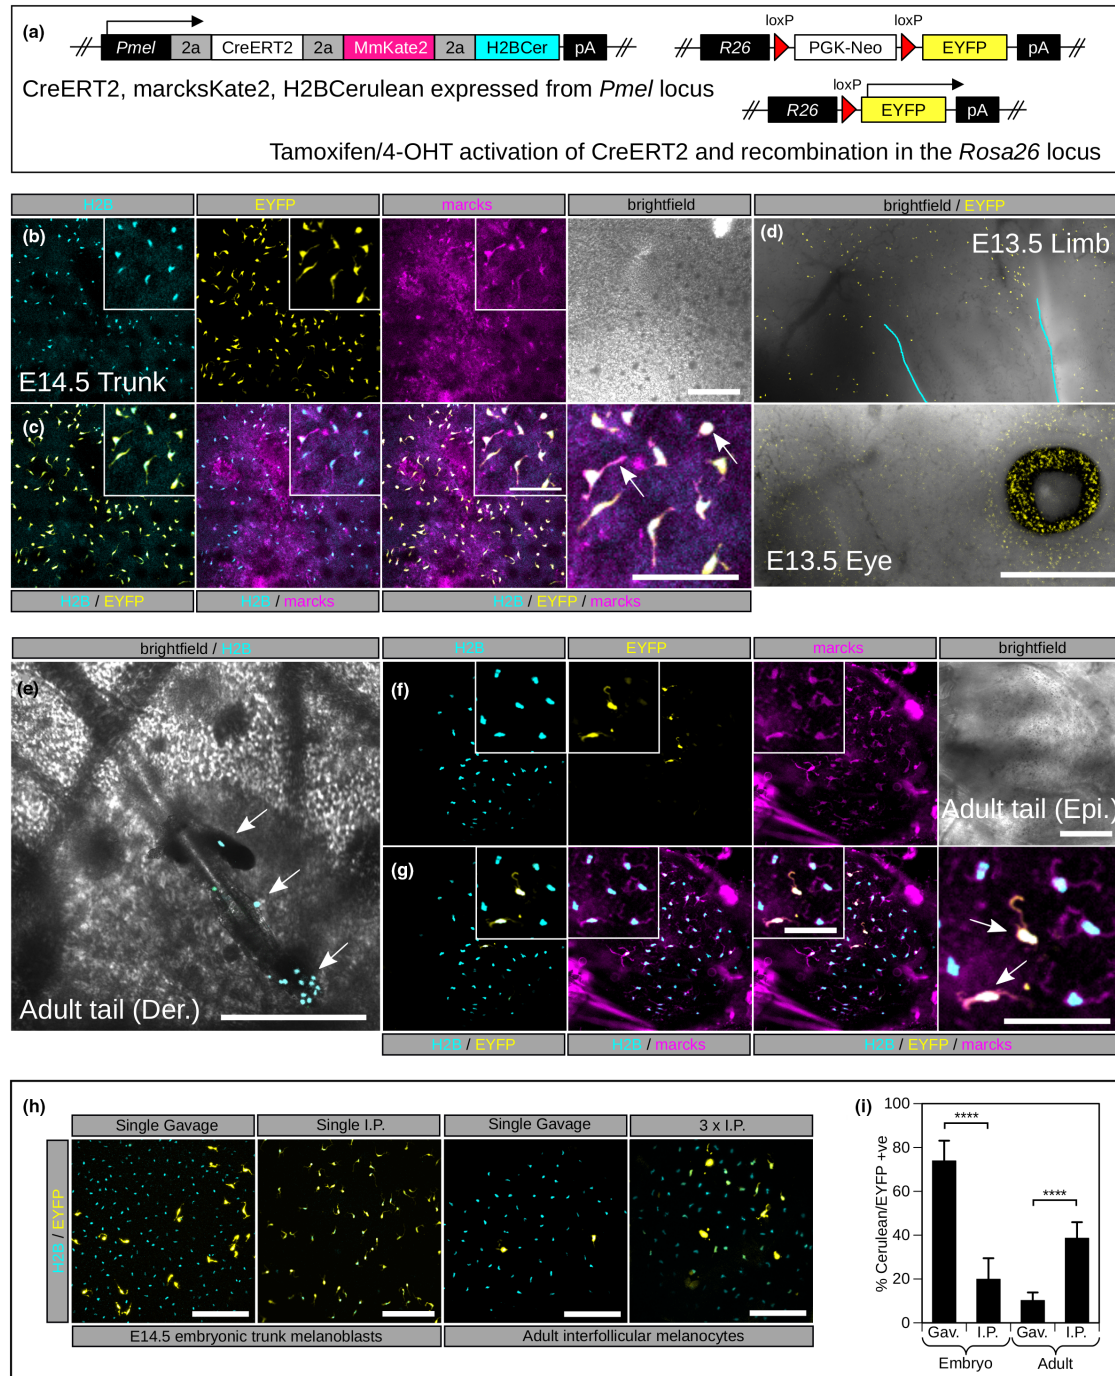 (a)
loxP loxP
Pmel 2a CreERT2 2a MmKate2 2a H2BCer pA
R26 PGK-Neo EYFP pA
CreERT2, marcksKate2, H2BCerulean expressed from Pmel locus
loxP
R26 EYFP pA
Tamoxifen/4-OHT activation of CreERT2 and recombination in the Rosa26 locus
H2B EYFP marcks brightfield brightfield / EYFP
(b)
E14.5 Trunk
(d)
E13.5 Limb
(c)
E13.5 Eye
H2B / EYFP H2B / marcks H2B / EYFP / marcks
brightfield / H2B H2B EYFP marcks brightfield
(e)
Adult tail (Der.)
(f)
Adult tail (Epi.)
(g)
H2B / EYFP H2B / marcks H2B / EYFP / marcks
(h)
Single Gavage Single I.P. Single Gavage 3 x I.P.
H2B / EYFP
E14.5 embryonic trunk melanoblasts Adult interfollicular melanocytes
(i)
% Cerulean/EYFP +ve
100
80
60
40
20
0
**** ****
Gav. I.P. Gav. I.P.
Embryo Adult